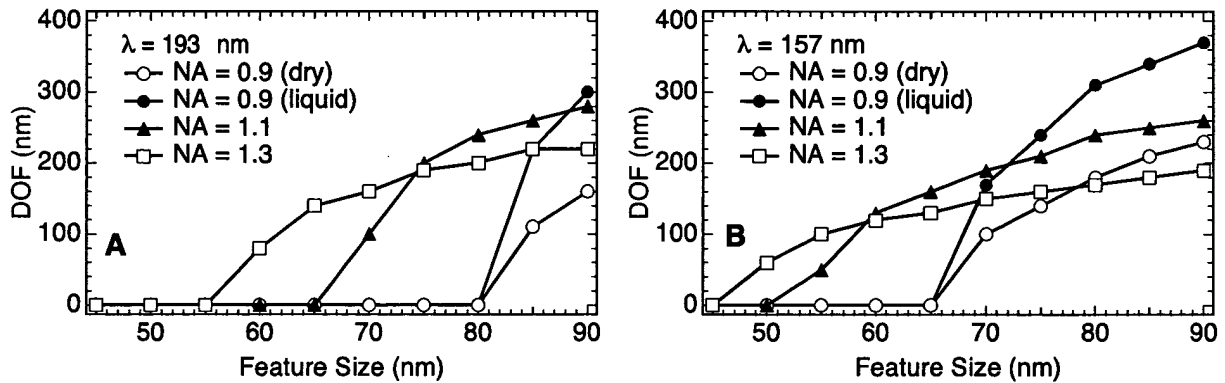 400
300
200
100
0
DOF (nm)
λ = 193 nm
NA = 0.9 (dry)
NA = 0.9 (liquid)
NA = 1.1
NA = 1.3
A
50 60 70 80 90
Feature Size (nm)
400
300
200
100
0
DOF (nm)
λ = 157 nm
NA = 0.9 (dry)
NA = 0.9 (liquid)
NA = 1.1
NA = 1.3
B
50 60 70 80 90
Feature Size (nm)